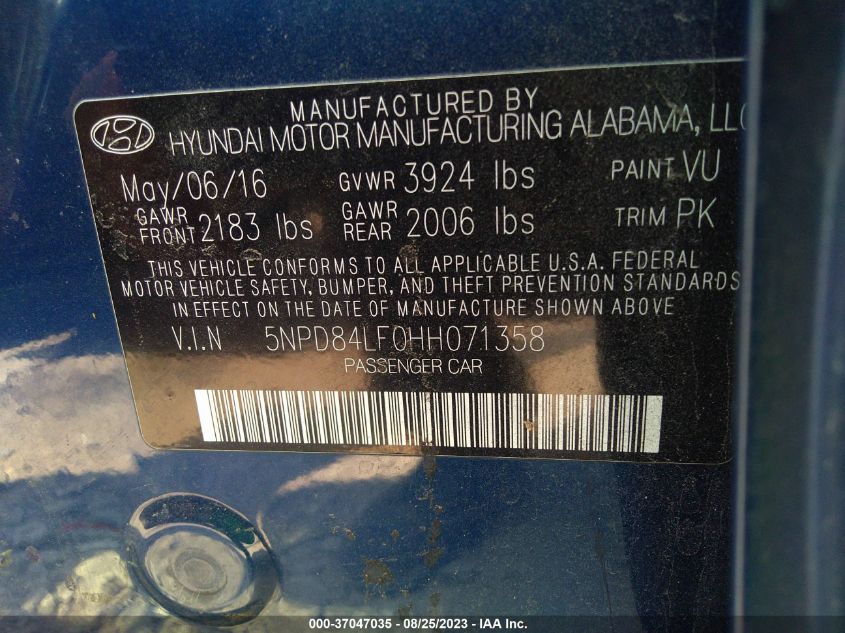 MANUFACTURED BY
HYUNDAI MOTOR MANUFACTURING ALABAMA, LLC
May/06/16 GVWR 3924 lbs PAINT VU
GAWR FRONT 2183 lbs GAWR REAR 2006 lbs TRIM PK
THIS VEHICLE CONFORMS TO ALL APPLICABLE U.S.A. FEDERAL
MOTOR VEHICLE SAFETY, BUMPER, AND THEFT PREVENTION STANDARDS
IN EFFECT ON THE DATE OF MANUFACTURE SHOWN ABOVE
V.I.N 5NPD84LF0HH071358
PASSENGER CAR
000-37047035 - 08/25/2023 - IAA Inc.